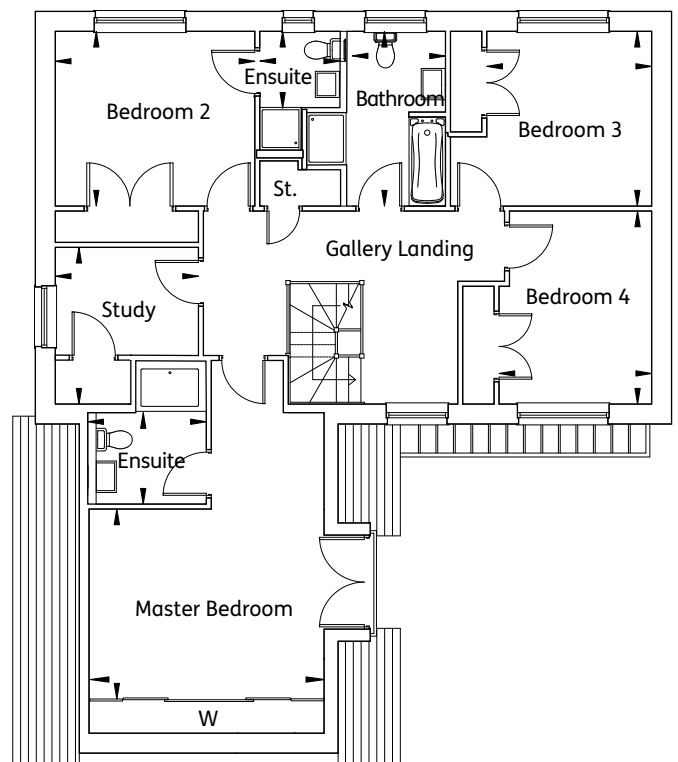 Ensuite
Bedroom 2
Bathroom
Bedroom 3
St.
Gallery Landing
Bedroom 4
Study
N
Ensuite
Master Bedroom
W